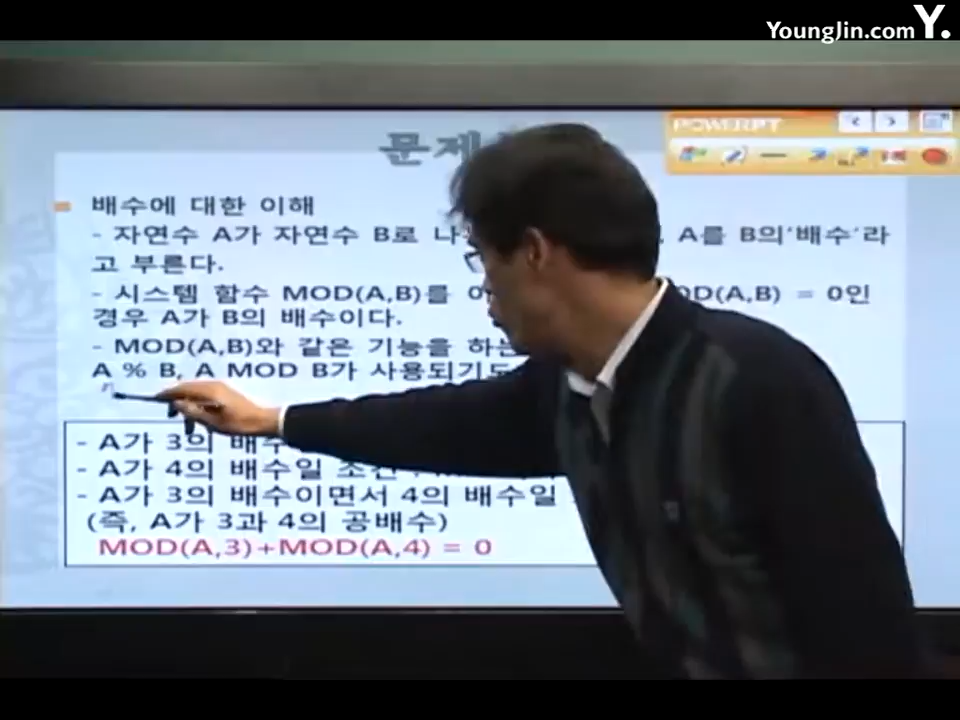 YoungJin.com Y.
POWERPT
문제
배수에 대한 이해
- 자연수 A가 자연수 B로 A를 B의‘배수’라
고 부른다.
- 시스템 함수 MOD(A,B)를 MOD(A,B) = 0인
경우 A가 B의 배수이다.
- MOD(A,B)와 같은 기능을 하는
A % B, A MOD B가 사용되기도
- A가 3의 배수
- A가 4의 배수일
- A가 3의 배수이면서 4의 배수일
(즉, A가 3과 4의 공배수)
MOD(A,3)+MOD(A,4) = 0